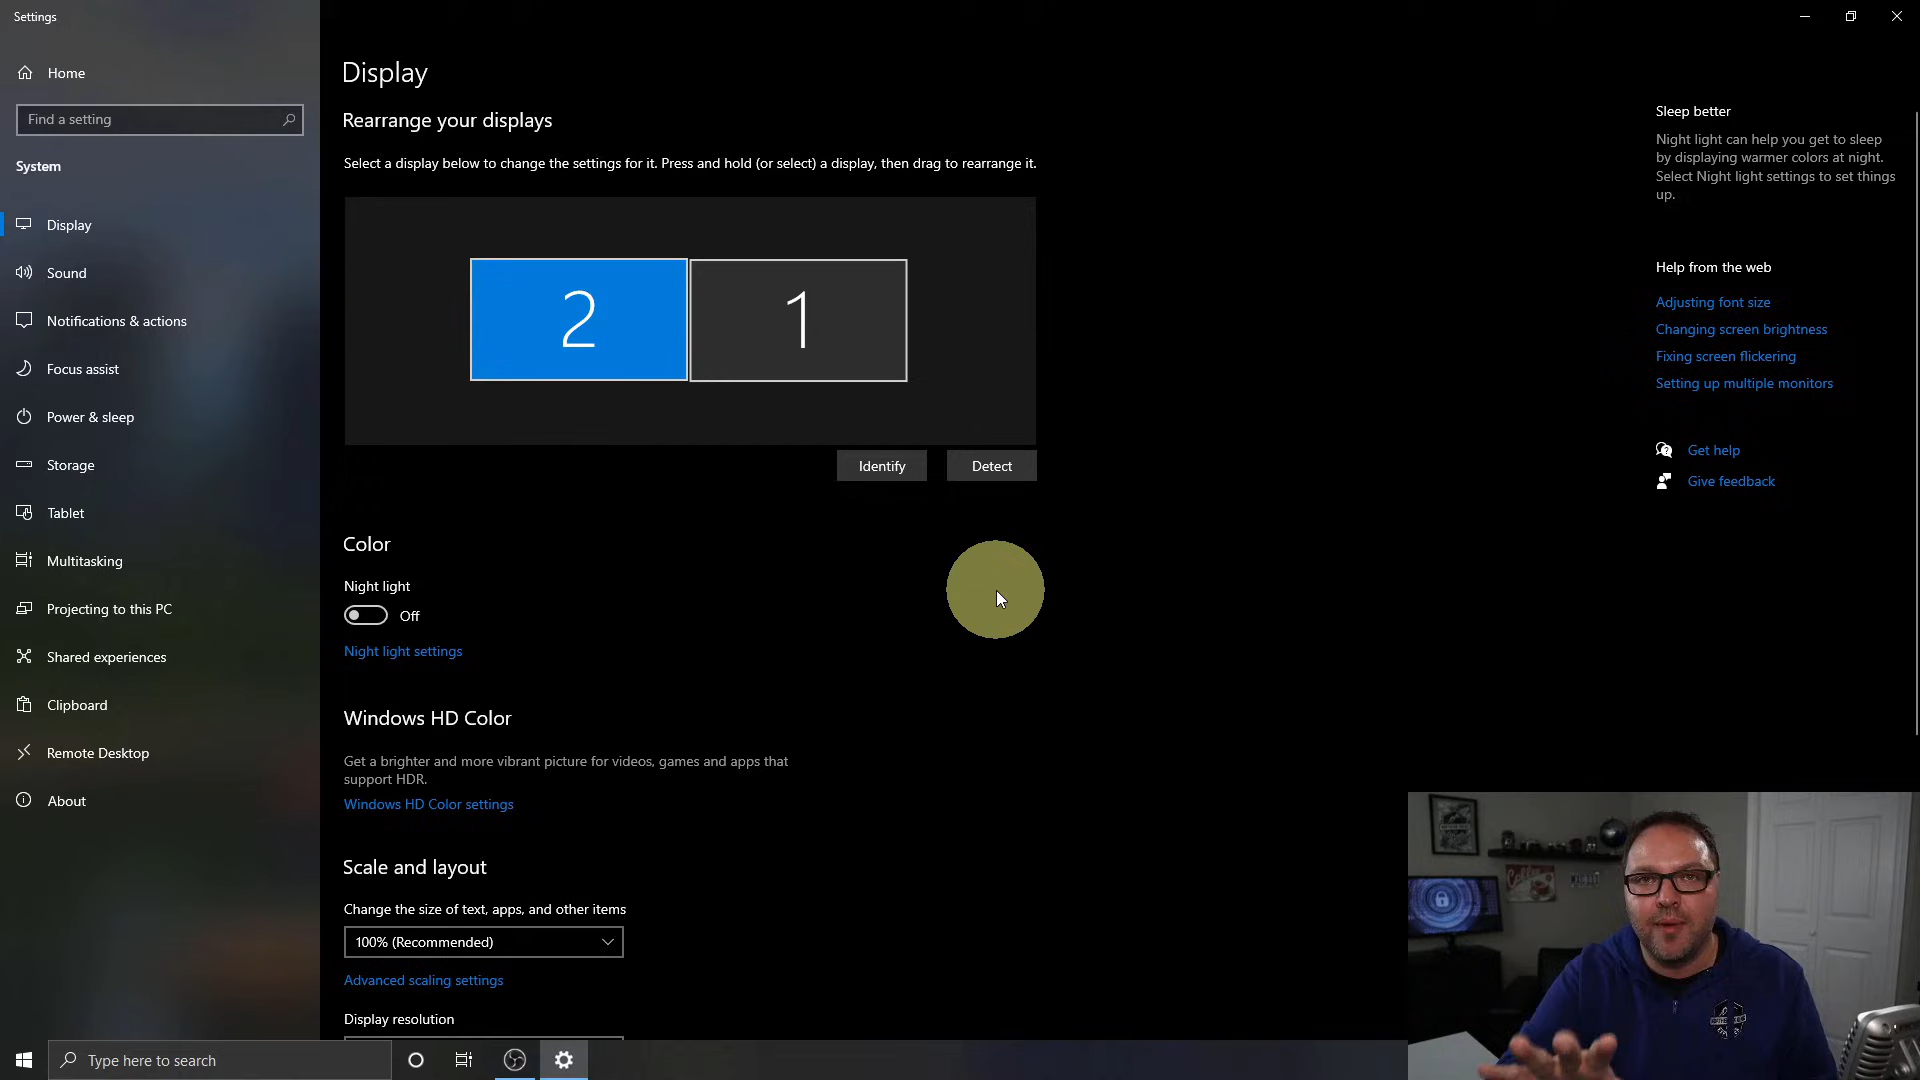 Settings
Home
Find a setting
System
Display
Sound
Notifications & actions
Focus assist
Power & sleep
Storage
Tablet
Multitasking
Projecting to this PC
Shared experiences
Clipboard
Remote Desktop
About
Display
Rearrange your displays
Select a display below to change the settings for it. Press and hold (or select) a display, then drag to rearrange it.
2
1
Identify
Detect
Color
Night light
Off
Night light settings
Windows HD Color
Get a brighter and more vibrant picture for videos, games and apps that
support HDR.
Windows HD Color settings
Scale and layout
Change the size of text, apps, and other items
100% (Recommended)
Advanced scaling settings
Display resolution
Sleep better
Night light can help you get to sleep
by displaying warmer colors at night.
Select Night light settings to set things
up.
Help from the web
Adjusting font size
Changing screen brightness
Fixing screen flickering
Setting up multiple monitors
Get help
Give feedback
Coffee
Type here to search